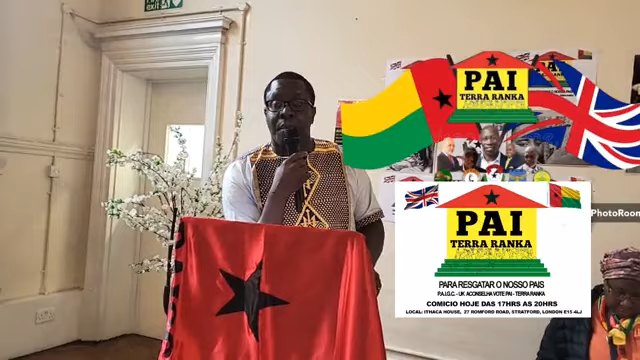 exit
PAI
TERRA RANKA
PAI
TERRA RANKA
PARA RESGATAR O NOSSO PAIS
P.A.I.G.C. - UK ACONSELHA VOTE PAI - TERRA RANKA
COMICIO HOJE DAS 17HRS AS 20HRS
LOCAL: ITHACA HOUSE, 27 ROMFORD ROAD, STRATFORD, LONDON E15 4LJ
PhotoRoom